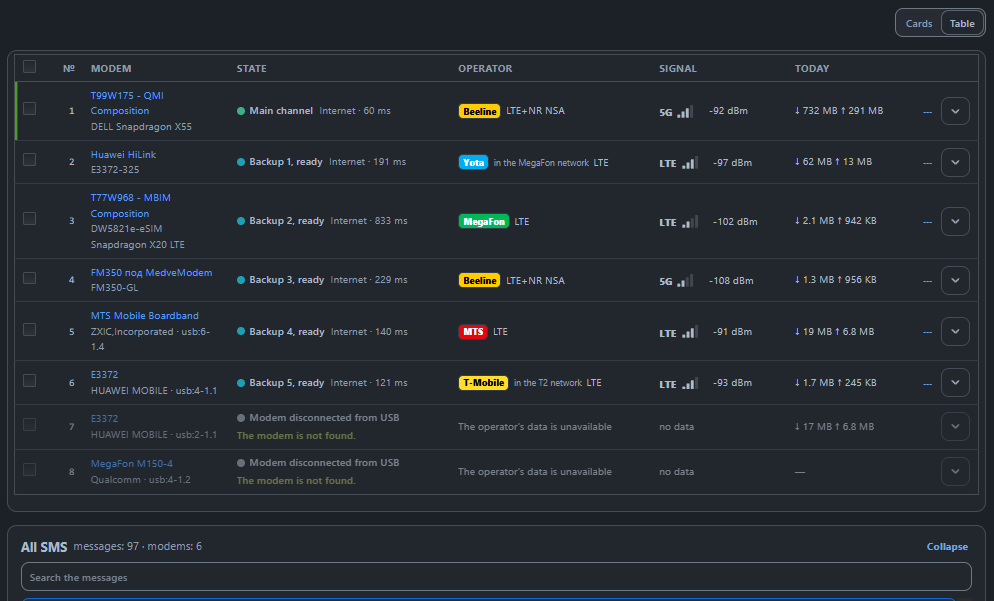 Cards Table
№ MODEM STATE OPERATOR SIGNAL TODAY
1 T99W175 - QMI Composition DELL Snapdragon X55 Main channel Internet · 60 ms Beeline LTE+NR NSA 5G -92 dBm ↓ 732 MB ↑ 291 MB ---
2 Huawei HiLink E3372-325 Backup 1, ready Internet · 191 ms Yota in the MegaFon network LTE LTE -97 dBm ↓ 62 MB ↑ 13 MB ---
3 T77W968 - MBIM Composition DW5821e-eSIM Snapdragon X20 LTE Backup 2, ready Internet · 833 ms MegaFon LTE LTE -102 dBm ↓ 2.1 MB ↑ 942 KB ---
4 FM350 под MedveModem FM350-GL Backup 3, ready Internet · 229 ms Beeline LTE+NR NSA 5G -108 dBm ↓ 1.3 MB ↑ 956 KB ---
5 MTS Mobile Boardband ZXIC,Incorporated · usb:6-1.4 Backup 4, ready Internet · 140 ms MTS LTE LTE -91 dBm ↓ 19 MB ↑ 6.8 MB ---
6 E3372 HUAWEI MOBILE · usb:4-1.1 Backup 5, ready Internet · 121 ms T-Mobile in the T2 network LTE LTE -93 dBm ↓ 1.7 MB ↑ 245 KB ---
7 E3372 HUAWEI MOBILE · usb:2-1.1 Modem disconnected from USB The modem is not found. The operator's data is unavailable no data ↓ 17 MB ↑ 6.8 MB
8 MegaFon M150-4 Qualcomm · usb:4-1.2 Modem disconnected from USB The modem is not found. The operator's data is unavailable no data —
All SMS messages: 97 · modems: 6 Collapse
Search the messages